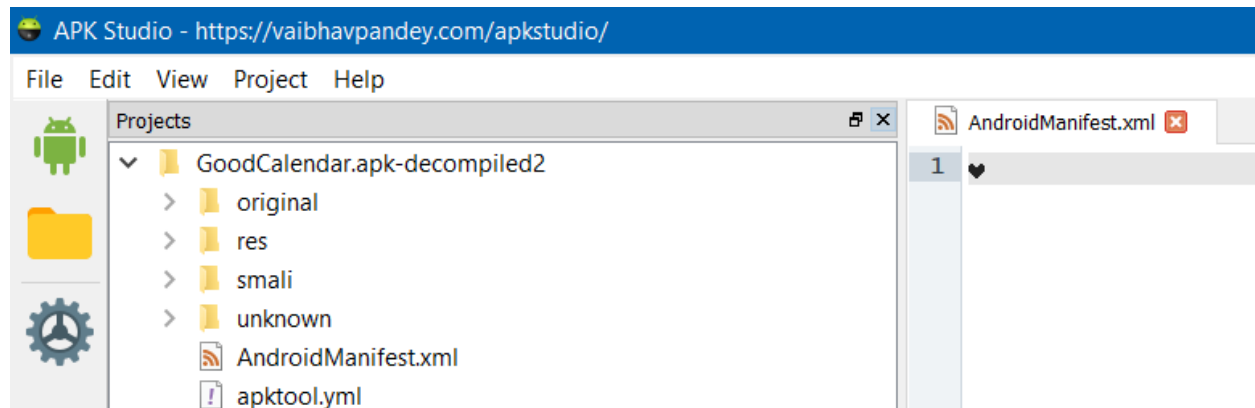 APK Studio - https://vaibhavpandey.com/apkstudio/
File Edit View Project Help
Projects
AndroidManifest.xml
GoodCalendar.apk-decompiled2
1 ♥
original
res
smali
unknown
AndroidManifest.xml
apktool.yml